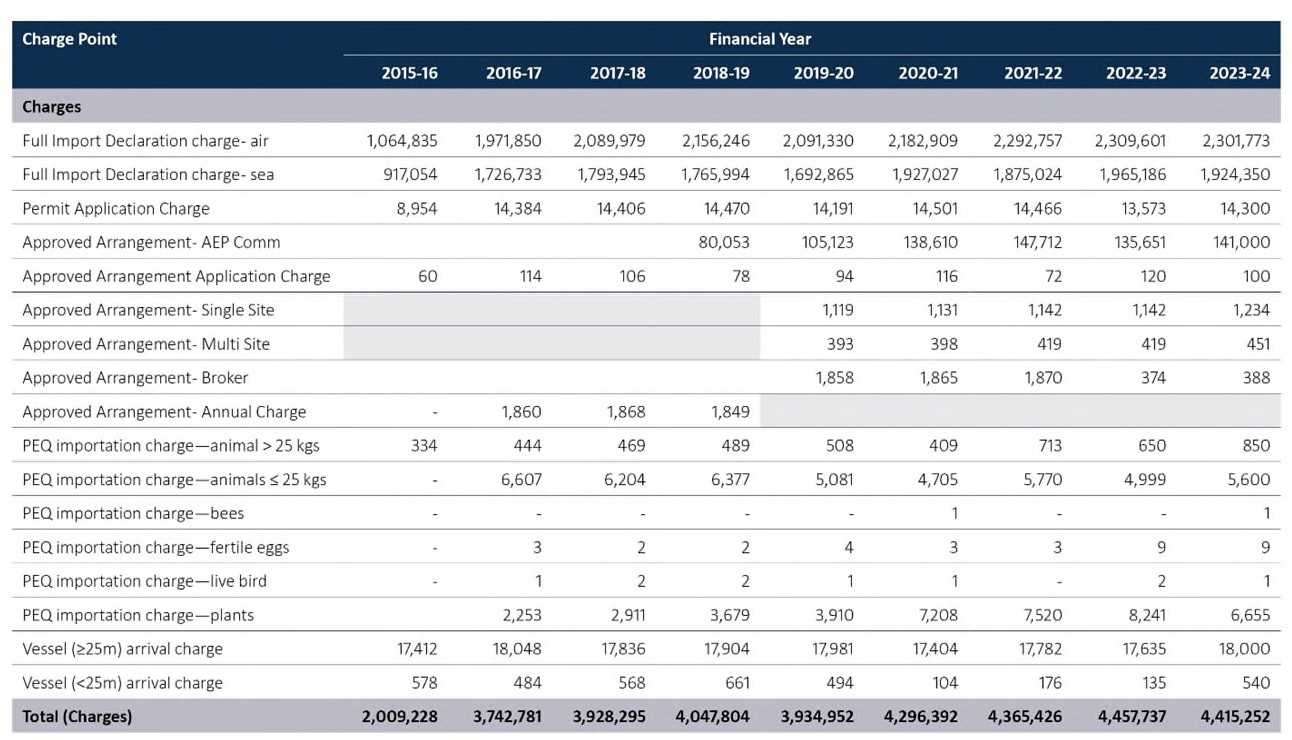 Charge Point Financial Year
2015-16 2016-17 2017-18 2018-19 2019-20 2020-21 2021-22 2022-23 2023-24
Charges
Full Import Declaration charge- air 1,064,835 1,971,850 2,089,979 2,156,246 2,091,330 2,182,909 2,292,757 2,309,601 2,301,773
Full Import Declaration charge- sea 917,054 1,726,733 1,793,945 1,765,994 1,692,865 1,927,027 1,875,024 1,965,186 1,924,350
Permit Application Charge 8,954 14,384 14,406 14,470 14,191 14,501 14,466 13,573 14,300
Approved Arrangement- AEP Comm 80,053 105,123 138,610 147,712 135,651 141,000
Approved Arrangement Application Charge 60 114 106 78 94 116 72 120 100
Approved Arrangement- Single Site 1,119 1,131 1,142 1,142 1,234
Approved Arrangement- Multi Site 393 398 419 419 451
Approved Arrangement- Broker 1,858 1,865 1,870 374 388
Approved Arrangement- Annual Charge - 1,860 1,868 1,849
PEQ importation charge—animal > 25 kgs 334 444 469 489 508 409 713 650 850
PEQ importation charge—animals ≤ 25 kgs - 6,607 6,204 6,377 5,081 4,705 5,770 4,999 5,600
PEQ importation charge—bees - - - - - 1 - - 1
PEQ importation charge—fertile eggs - 3 2 2 4 3 3 9 9
PEQ importation charge—live bird - 1 2 2 1 1 - 2 1
PEQ importation charge—plants 2,253 2,911 3,679 3,910 7,208 7,520 8,241 6,655
Vessel (≥25m) arrival charge 17,412 18,048 17,836 17,904 17,981 17,404 17,782 17,635 18,000
Vessel (<25m) arrival charge 578 484 568 661 494 104 176 135 540
Total (Charges) 2,009,228 3,742,781 3,928,295 4,047,804 3,934,952 4,296,392 4,365,426 4,457,737 4,415,252